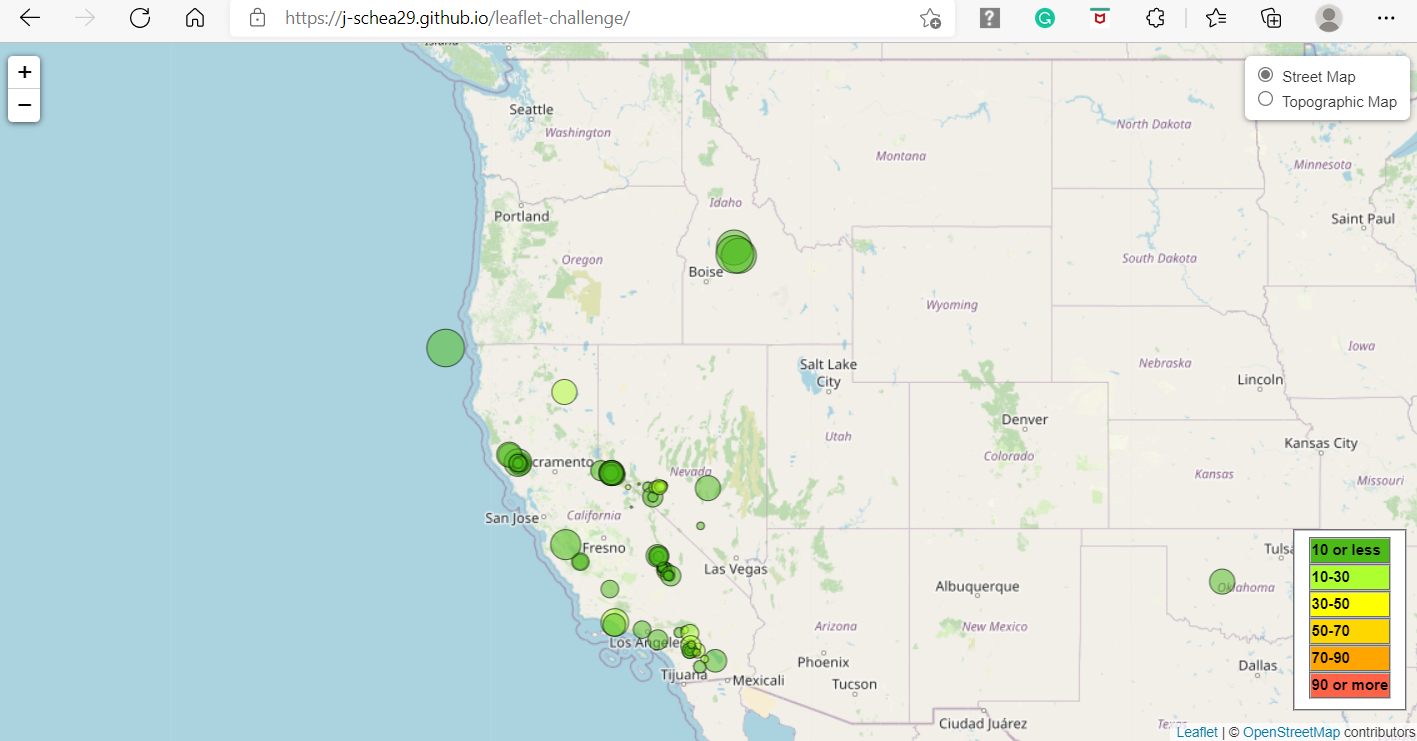 https://j-schea29.github.io/leaflet-challenge/
Island
+
−
Street Map
Topographic Map
Seattle
Washington
North Dakota
Montana
Minnesota
Idaho
Portland
Saint Paul
Oregon
South Dakota
Boise
Wyoming
Iowa
Salt Lake
City
Nebraska
Lincoln
Denver
Utah
Kansas City
Colorado
cramento
Nevada
Kansas
Missouri
San Jose
California
Fresno
Tulsa
Las Vegas
Albuquerque
Oklahoma
Arizona
New Mexico
Los Angeles
Phoenix
Dallas
Tijuana
Mexicali
Tucson
Ciudad Juárez
Texas
10 or less
10-30
30-50
50-70
70-90
90 or more
Leaflet | © OpenStreetMap contributors